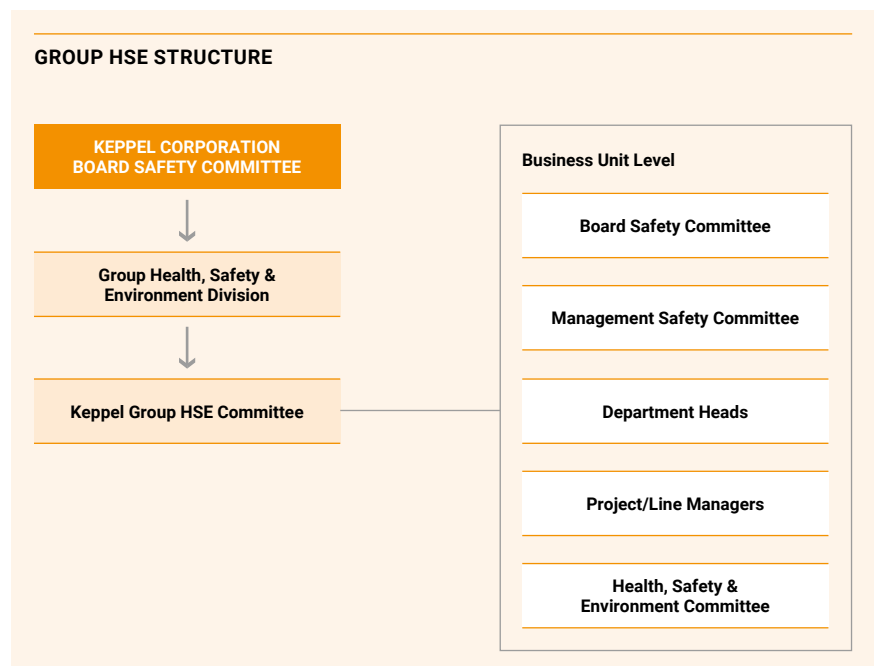 GROUP HSE STRUCTURE
KEPPEL CORPORATION
BOARD SAFETY COMMITTEE
Group Health, Safety &
Environment Division
Keppel Group HSE Committee
Business Unit Level
Board Safety Committee
Management Safety Committee
Department Heads
Project/Line Managers
Health, Safety &
Environment Committee